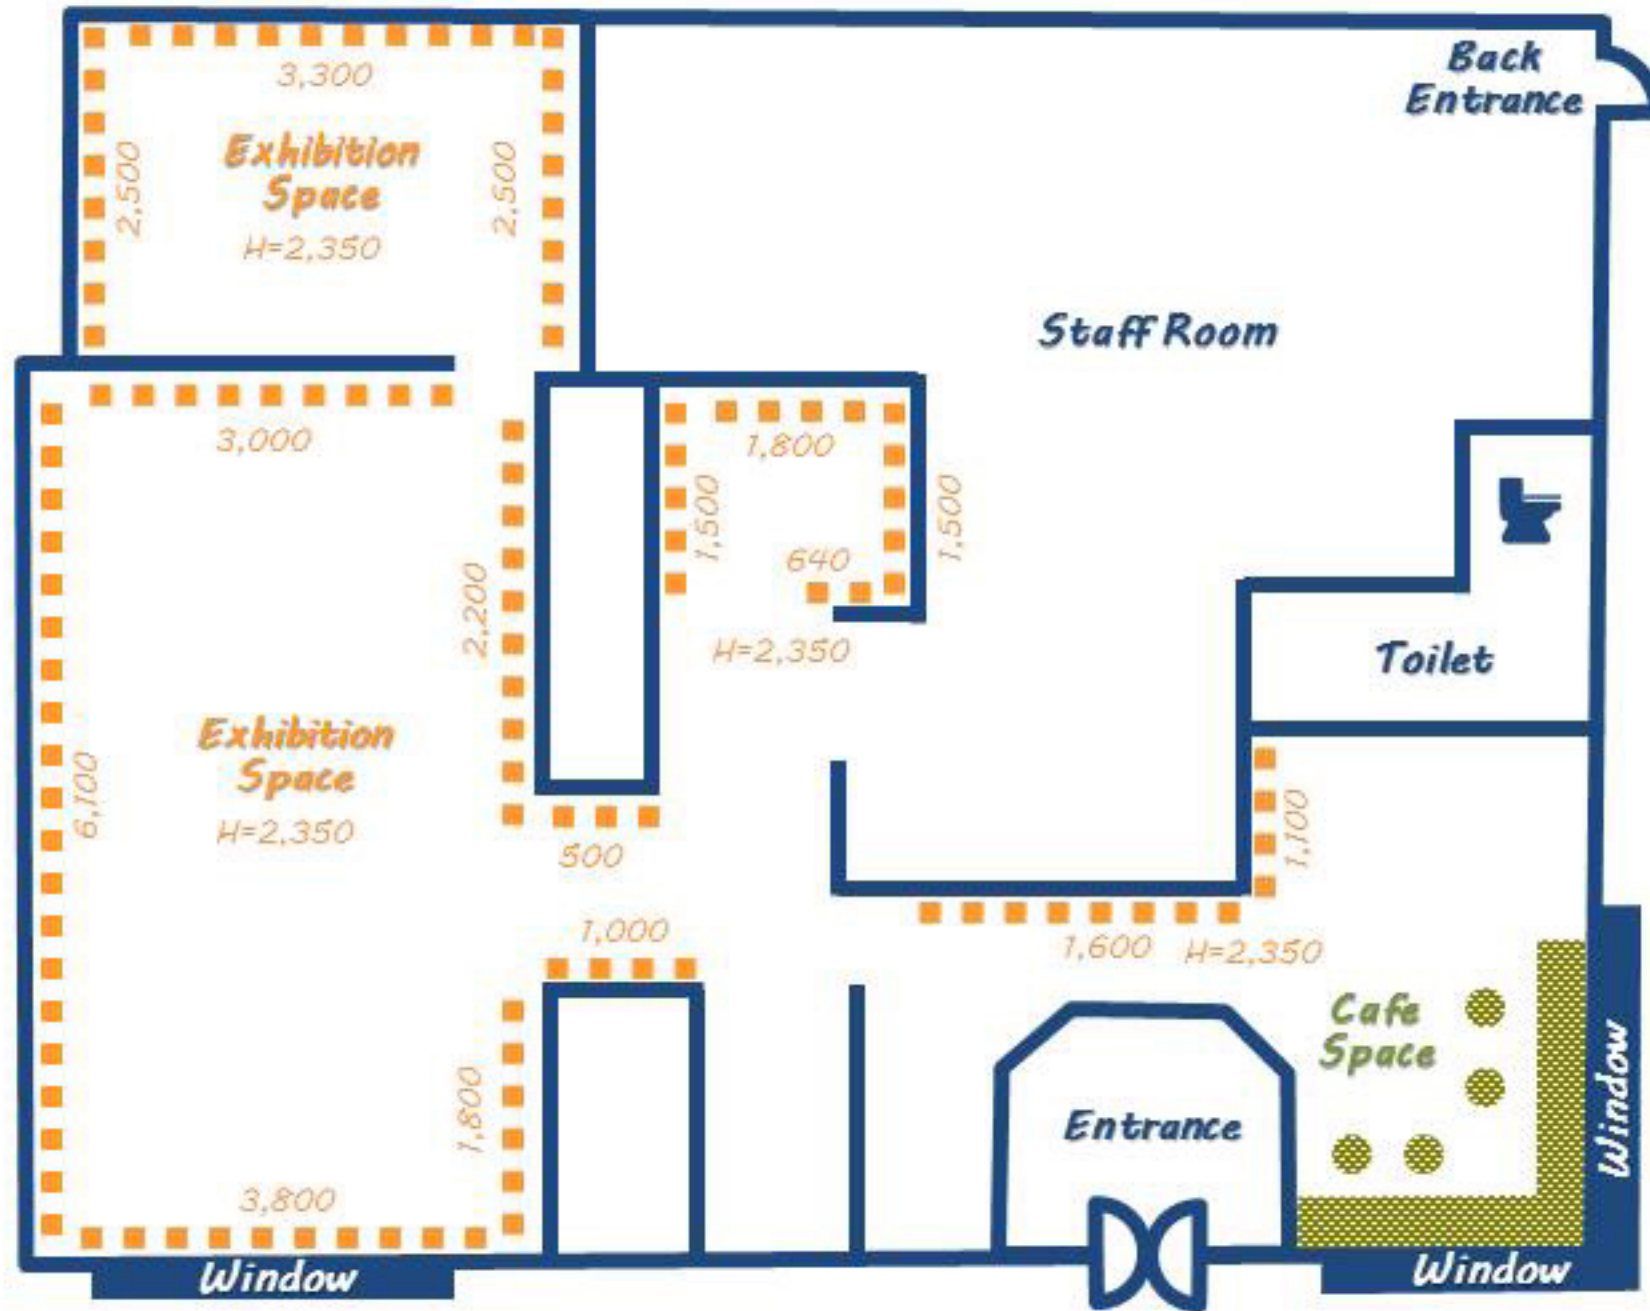 Back
Entrance
3,300
Exhibition
Space
2,500
2,500
H=2,350
Staff Room
3,000
1,800
1,500
1,500
640
2,200
H=2,350
Toilet
Exhibition
Space
6,100
H=2,350
500
1,100
1,000
1,600
H=2,350
Cafe
Space
Window
1,800
Entrance
3,800
Window
Window